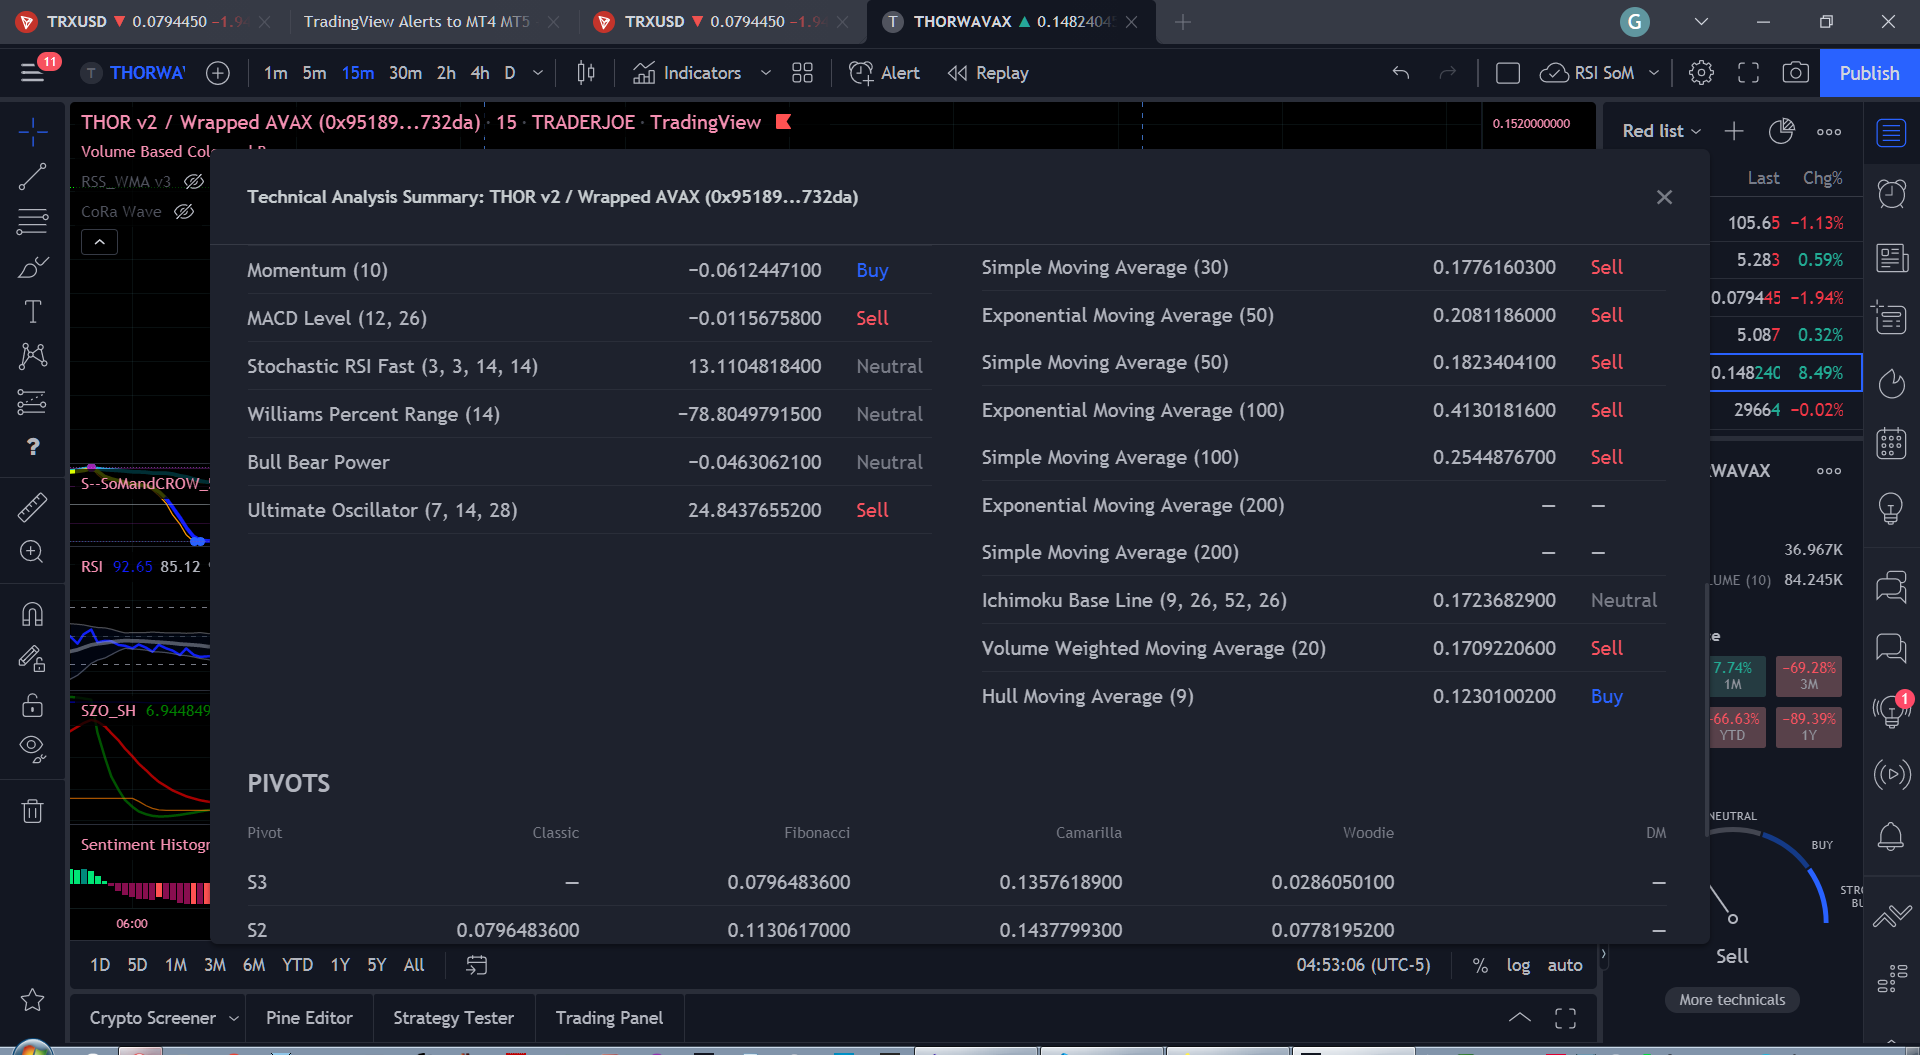 TRXUSD ▼ 0.0794450 −1.9
TradingView Alerts to MT4 MT5
TRXUSD ▼ 0.0794450 −1.9
THORWAVAX ▲ 0.1482404
G
11
T THORWA
1m 5m 15m 30m 2h 4h D
Indicators
Alert
Replay
RSI SoM
Publish
THOR v2 / Wrapped AVAX (0x95189...732da) · 15 · TRADERJOE · TradingView
0.1520000000
Red list
Volume Based Col
RSS_WMA v3
CoRa Wave
Last Chg%
105.65 −1.13%
5.283 0.59%
0.079445 −1.94%
5.087 0.32%
0.148240 8.49%
29664 −0.02%
Technical Analysis Summary: THOR v2 / Wrapped AVAX (0x95189...732da)
Momentum (10) −0.0612447100 Buy
MACD Level (12, 26) −0.0115675800 Sell
Stochastic RSI Fast (3, 3, 14, 14) 13.1104818400 Neutral
Williams Percent Range (14) −78.8049791500 Neutral
Bull Bear Power −0.0463062100 Neutral
Ultimate Oscillator (7, 14, 28) 24.8437655200 Sell
Simple Moving Average (30) 0.1776160300 Sell
Exponential Moving Average (50) 0.2081186000 Sell
Simple Moving Average (50) 0.1823404100 Sell
Exponential Moving Average (100) 0.4130181600 Sell
Simple Moving Average (100) 0.2544876700 Sell
Exponential Moving Average (200) — —
Simple Moving Average (200) — —
Ichimoku Base Line (9, 26, 52, 26) 0.1723682900 Neutral
Volume Weighted Moving Average (20) 0.1709220600 Sell
Hull Moving Average (9) 0.1230100200 Buy
PIVOTS
Pivot Classic Fibonacci Camarilla Woodie DM
S3 — 0.0796483600 0.1357618900 0.0286050100 —
S2 0.0796483600 0.1130617000 0.1437799300 0.0778195200 —
S--SoMandCROW_
RSI 92.65 85.12
SZO_SH 6.944849
Sentiment Histogr
06:00
WAVAX
36.967K
LUME (10) 84.245K
ce
7.74%
1M
−69.28%
3M
−66.63%
YTD
−89.39%
1Y
1
NEUTRAL
BUY
STRO
BU
Sell
More technicals
1D 5D 1M 3M 6M YTD 1Y 5Y All
04:53:06 (UTC-5)
% log auto
Crypto Screener
Pine Editor
Strategy Tester
Trading Panel